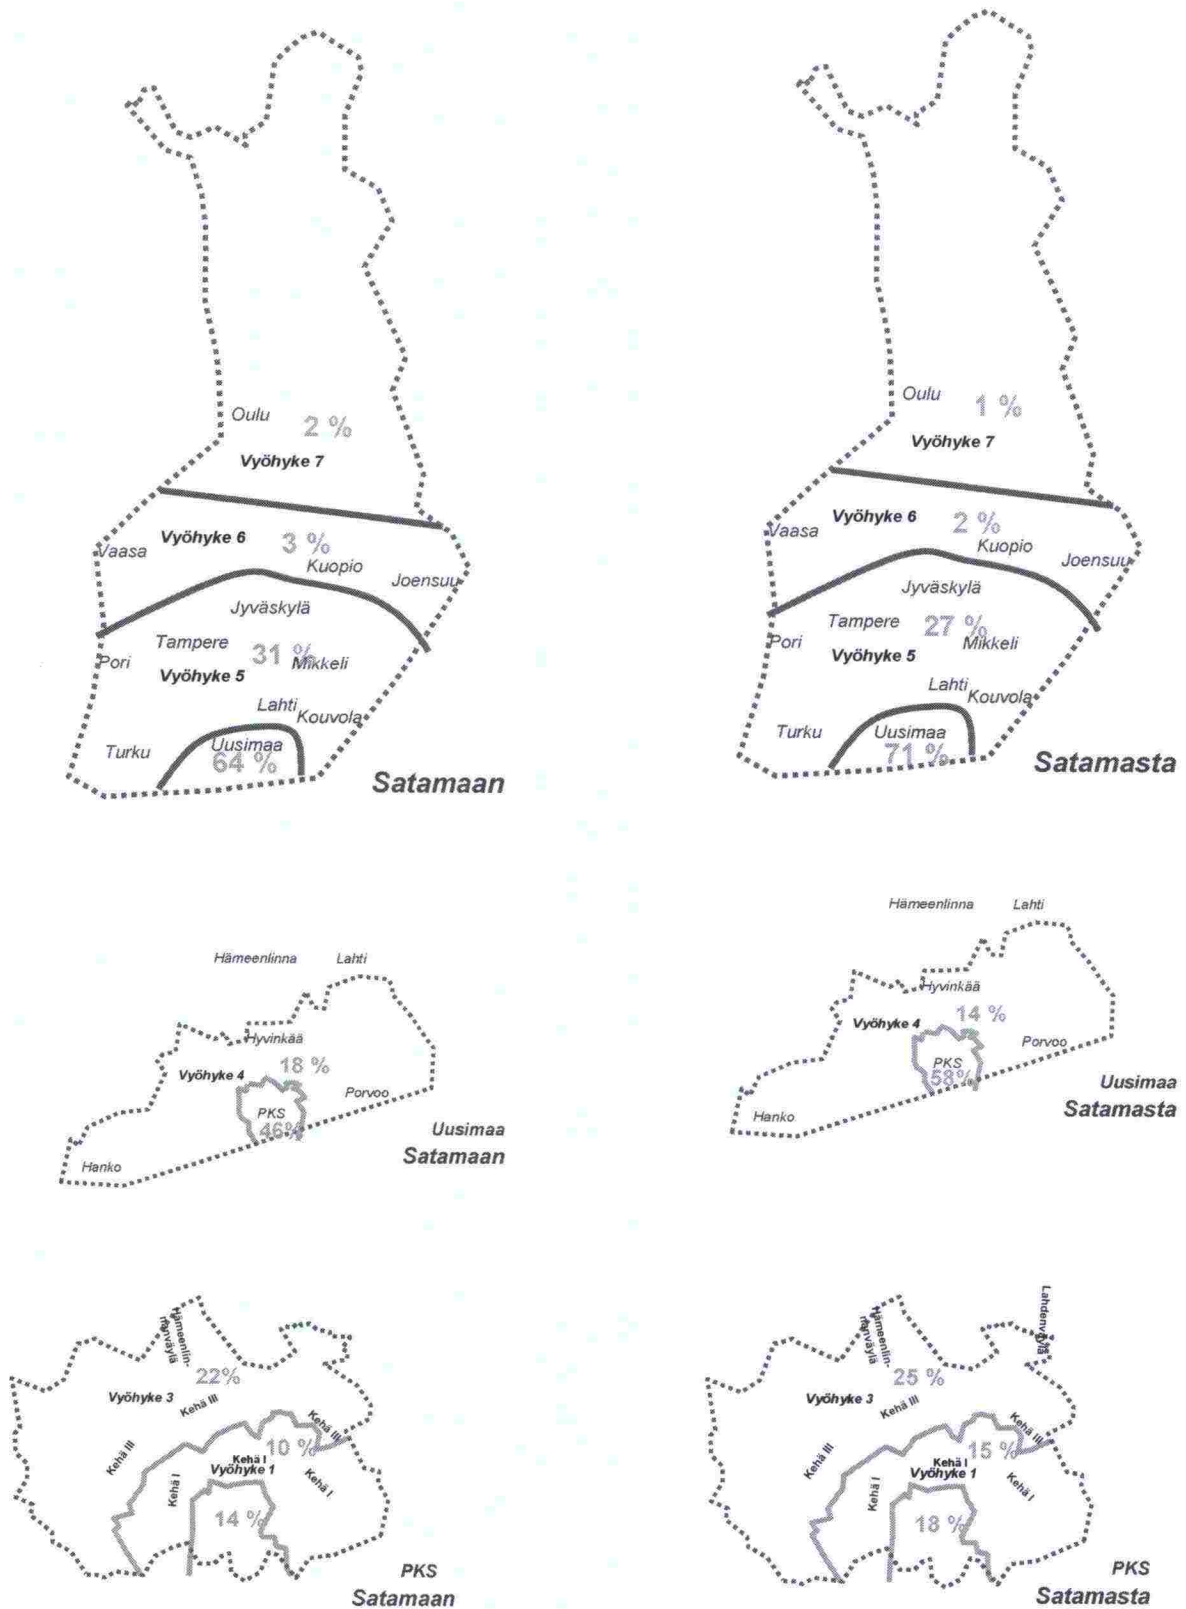 Oulu
2 %
Vyöhyke 7
Vyöhyke 6
3 %
Vaasa
Kuopio
Joensuu
Jyväskylä
Tampere
31 %
Pori
Mikkeli
Vyöhyke 5
Lahti
Kouvola
Turku
Uusimaa
64 %
Satamaan
Oulu
1 %
Vyöhyke 7
Vyöhyke 6
2 %
Vaasa
Kuopio
Joensuu
Jyväskylä
Tampere
27 %
Pori
Mikkeli
Vyöhyke 5
Lahti
Kouvola
Turku
Uusimaa
71 %
Satamasta
Hämeenlinna
Lahti
Hyvinkää
18 %
Vyöhyke 4
Porvoo
PKS
46%
Hanko
Uusimaa
Satamaan
Hämeenlinna
Lahti
Hyvinkää
14 %
Vyöhyke 4
Porvoo
PKS
58%
Hanko
Uusimaa
Satamasta
Hämeenlin-
nanväylä
22%
Vyöhyke 3
Kehä III
Kehä III
Kehä III
10 %
Kehä I
Vyöhyke 1
Kehä I
Kehä I
14 %
PKS
Satamaan
Hämeenlin-
nanväylä
Lahdenväylä
25 %
Vyöhyke 3
Kehä III
Kehä III
Kehä III
15 %
Kehä I
Vyöhyke 1
Kehä I
Kehä I
18 %
PKS
Satamasta